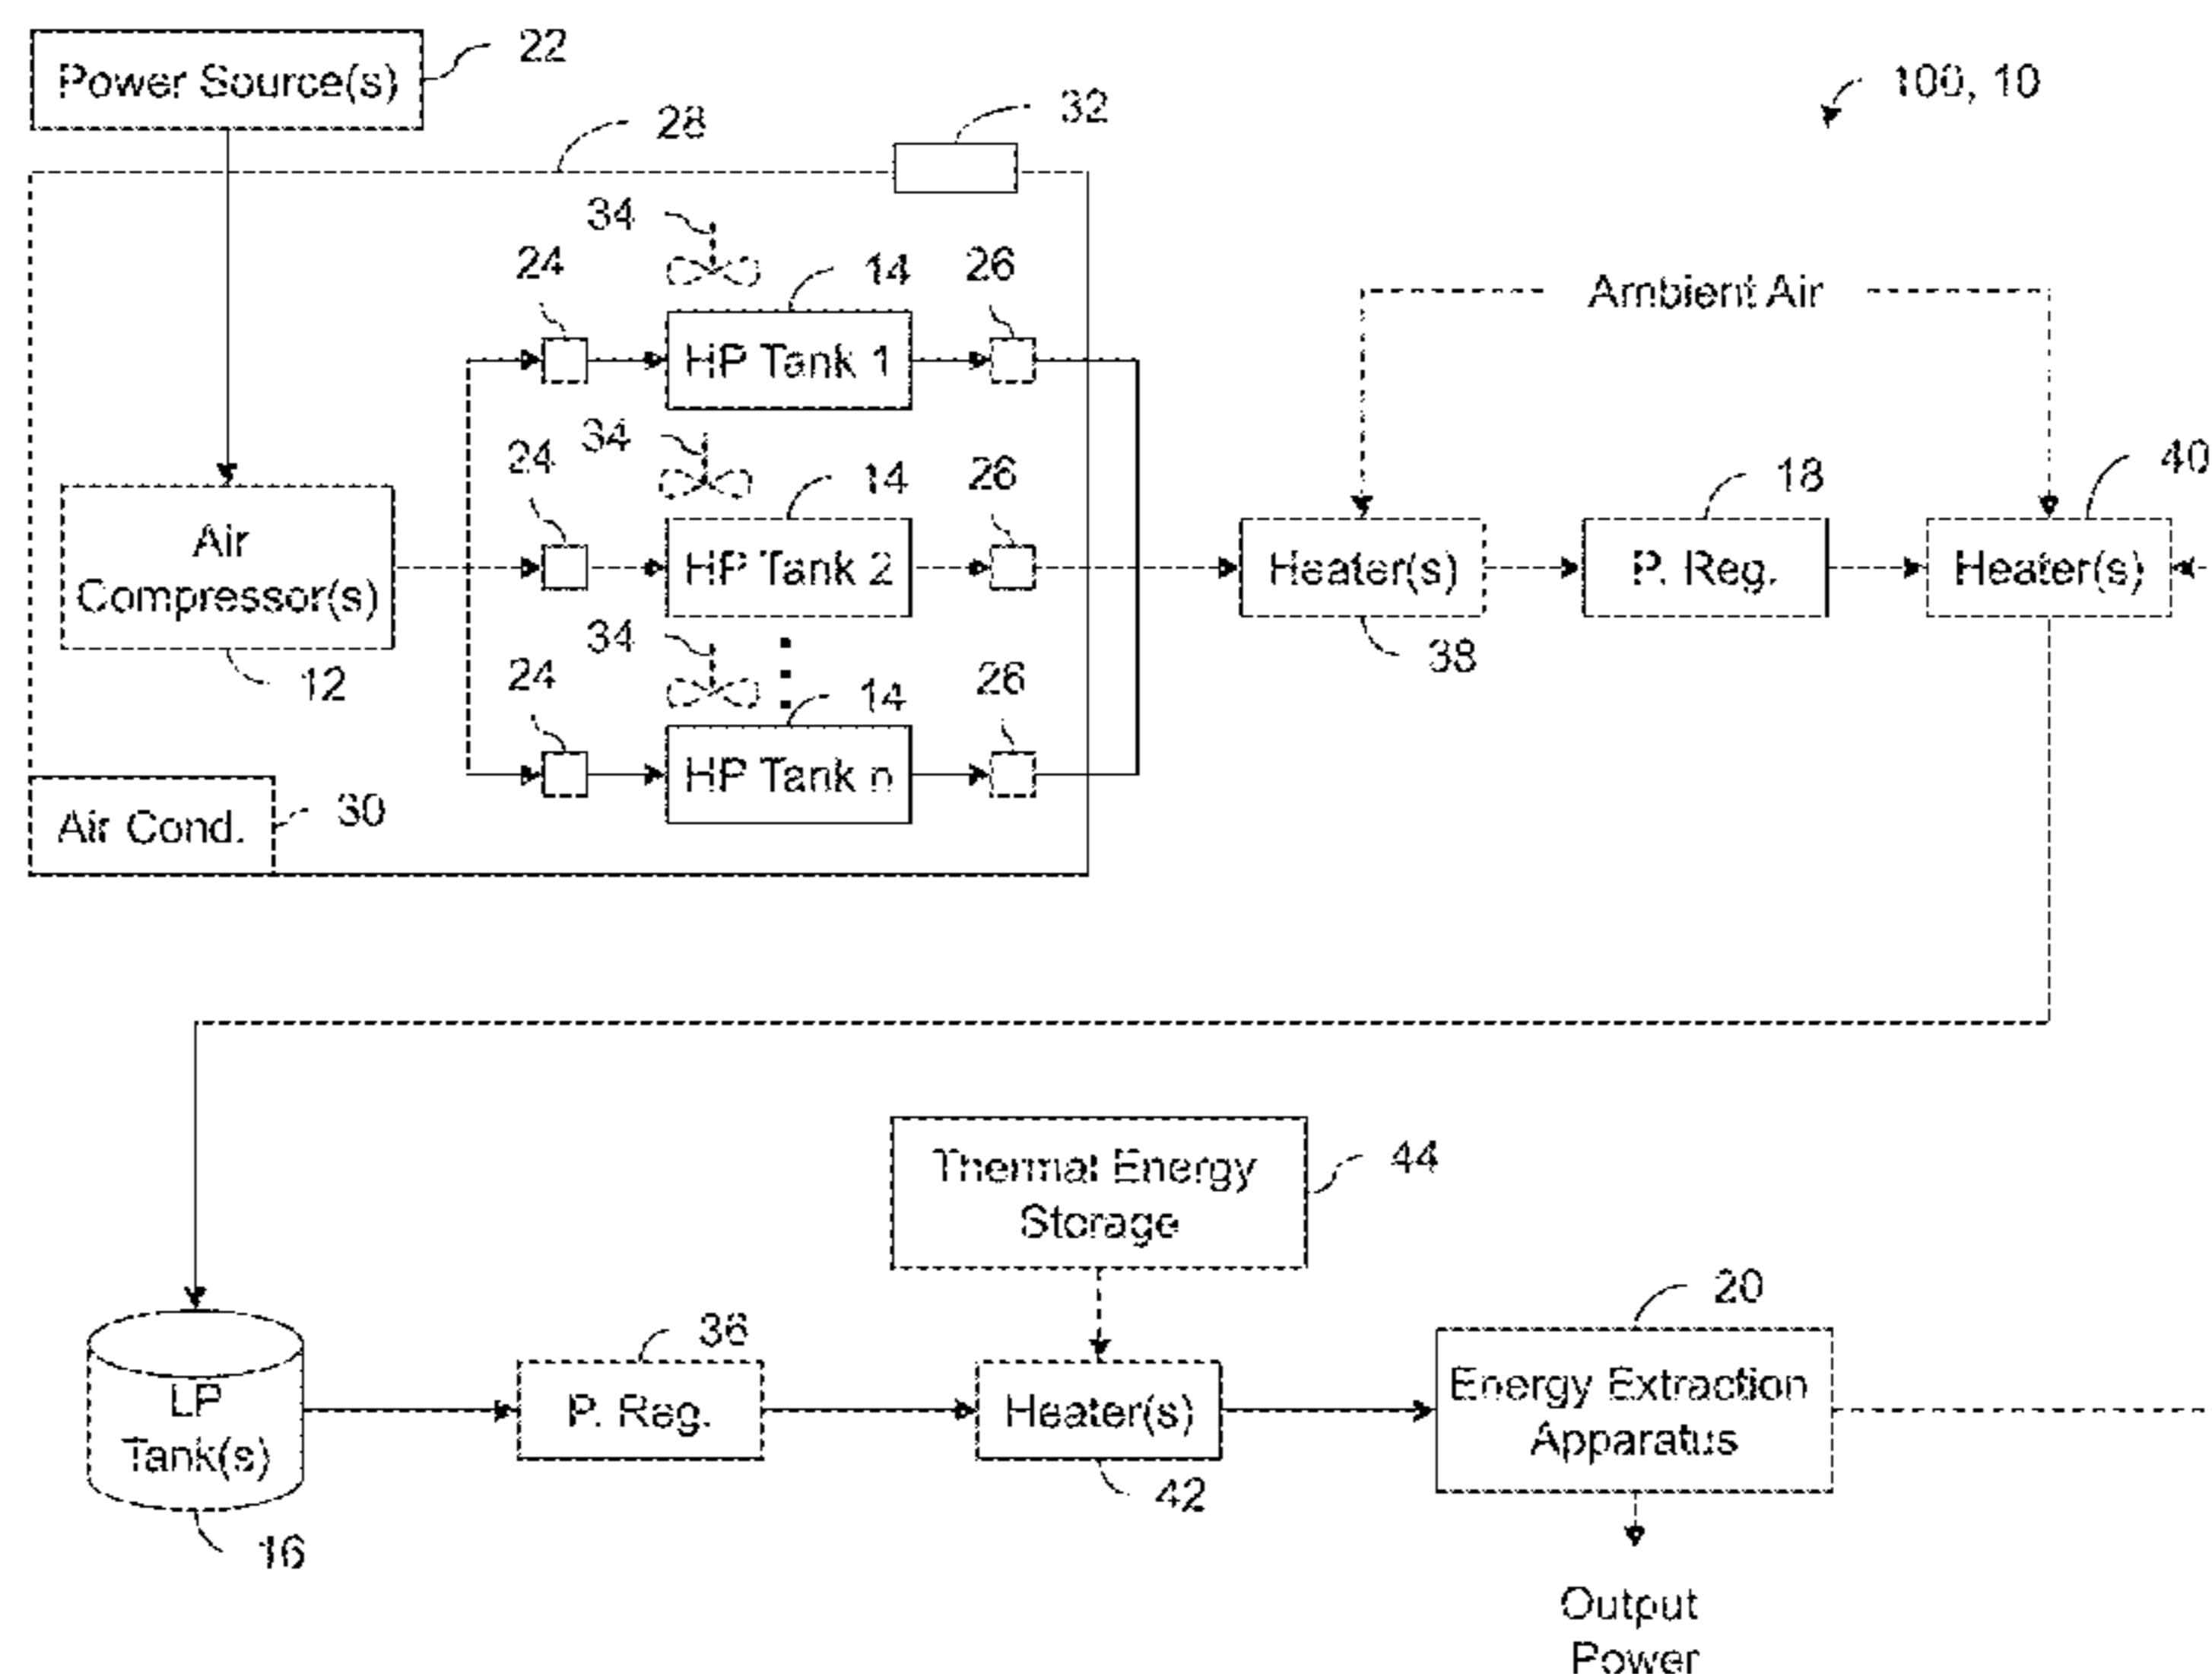 22
Power Source(s)
100, 10
32
28
34
24
14
26
Ambient Air
HP Tank 1
34
24
14
26
18
40
Air
Compressor(s)
HP Tank 2
Heater(s)
P. Reg.
Heater(s)
34
38
24
12
14
26
HP Tank n
30
Air Cond.
Thermal Energy
Storage
44
20
36
LP
Tank(s)
P. Reg.
Heater(s)
Energy Extraction
Apparatus
42
16
Output
Power